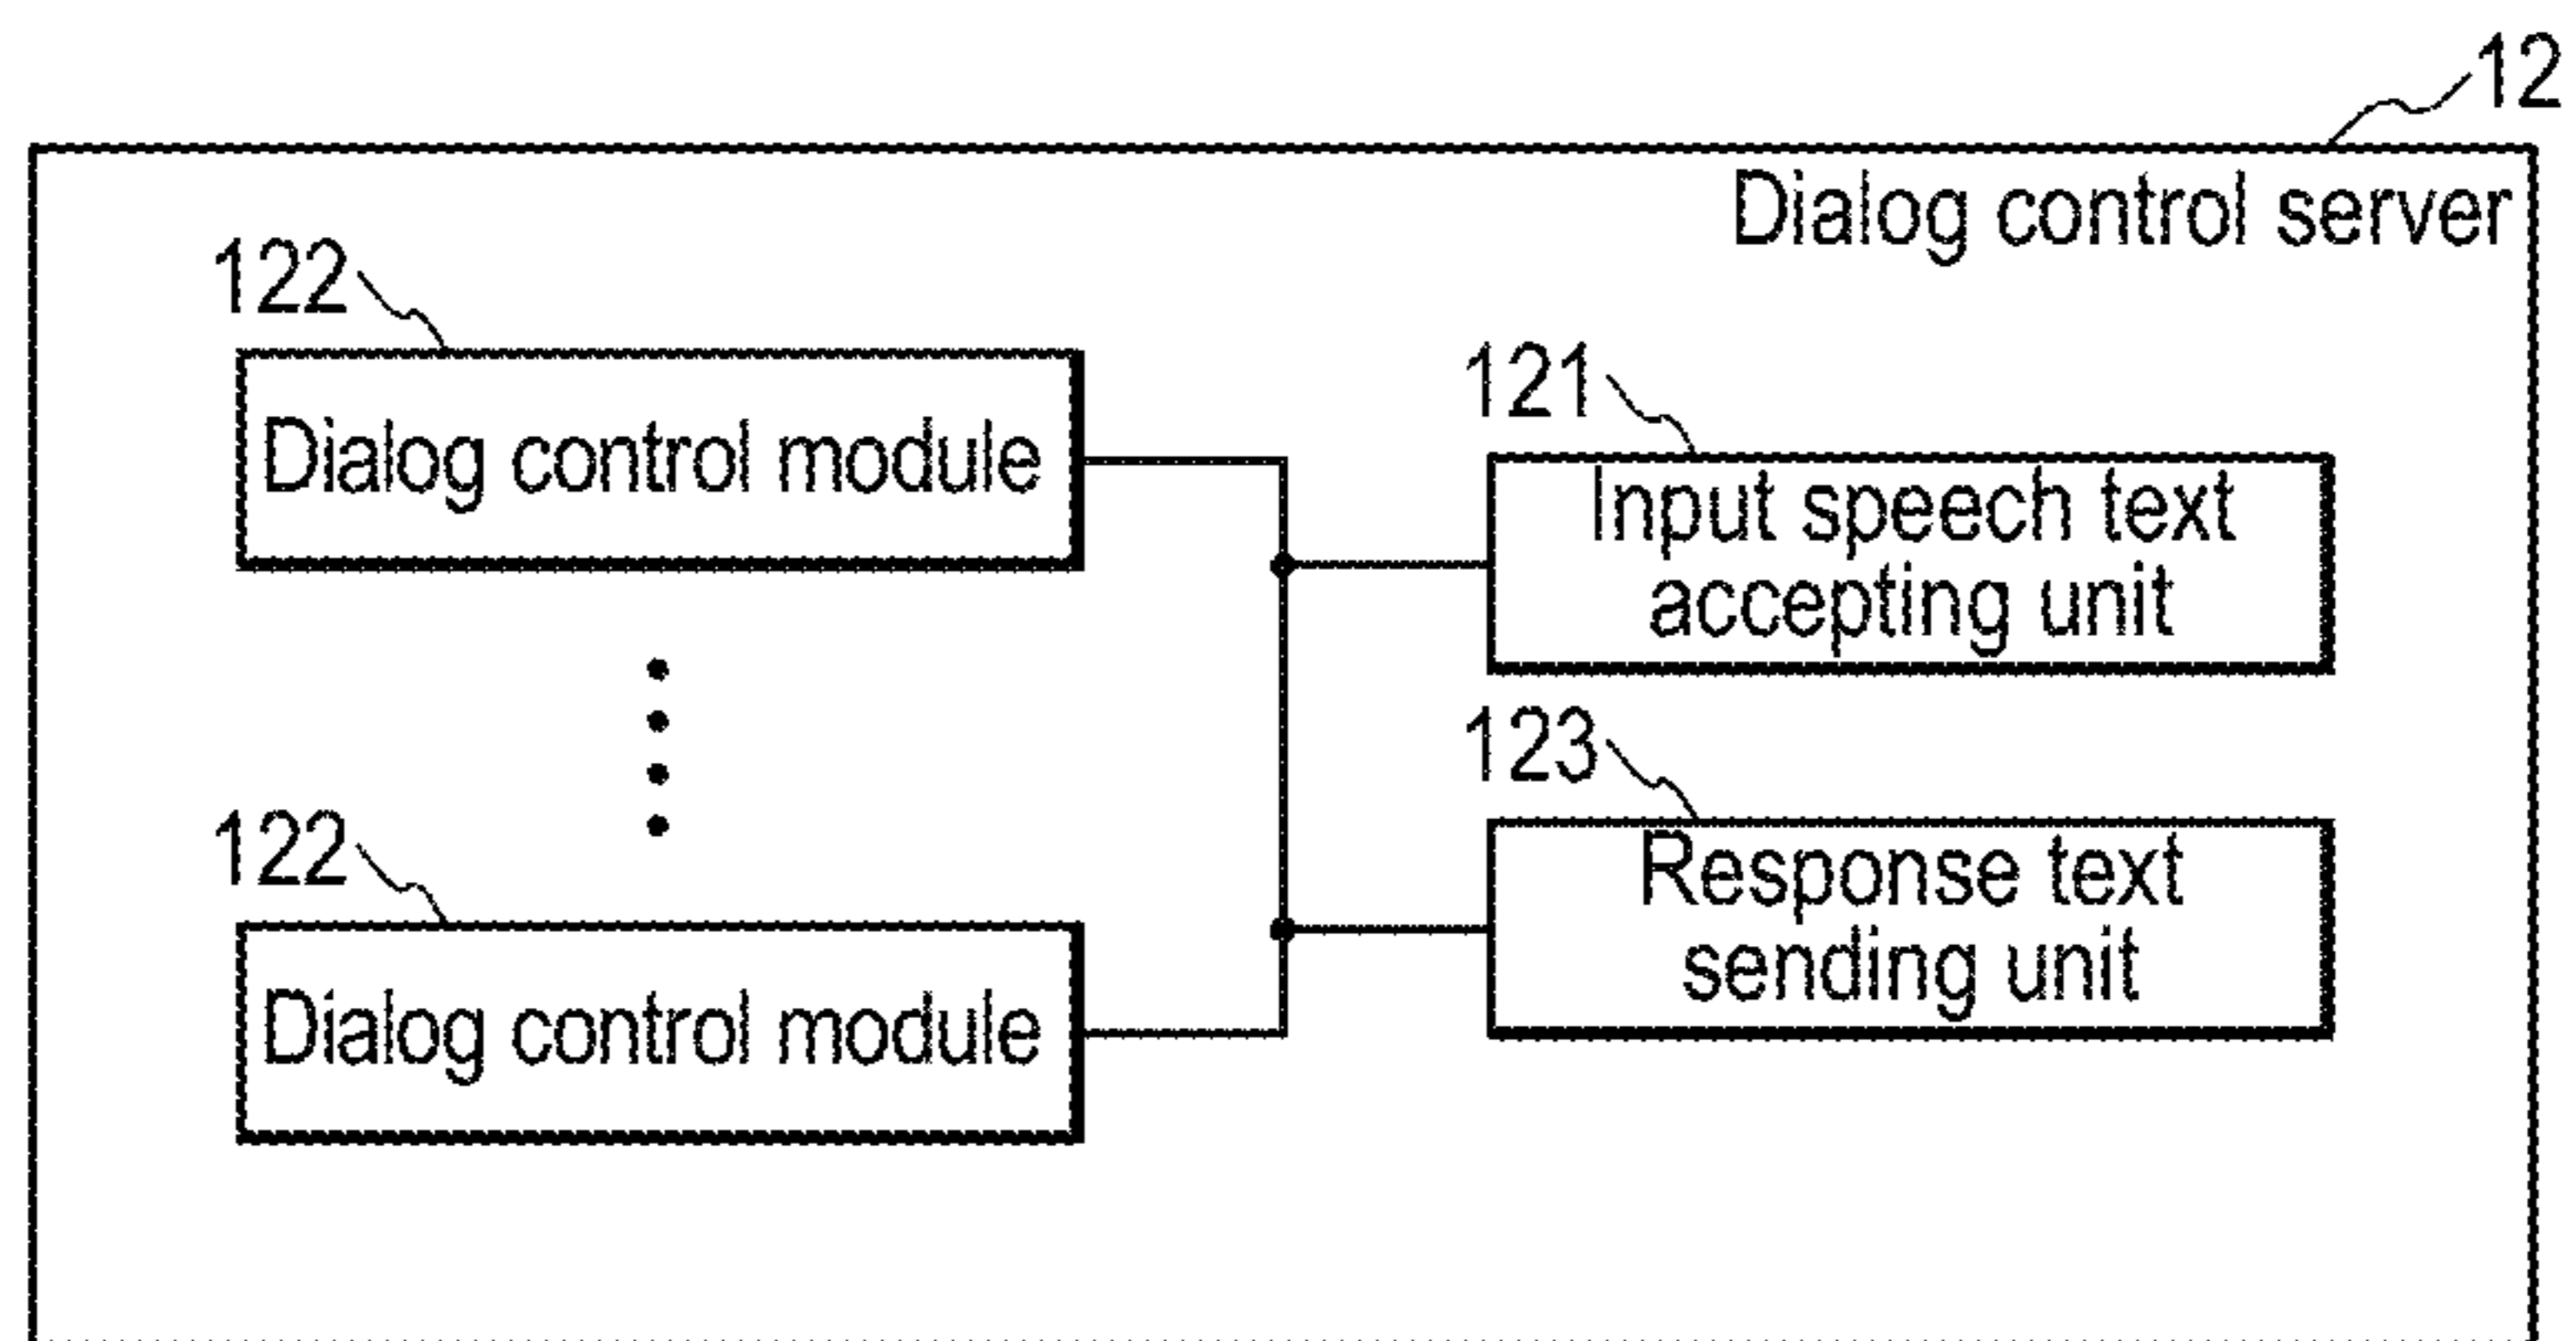 12
Dialog control server
122
Dialog control module
121
Input speech text
accepting unit
123
Response text
sending unit
122
Dialog control module